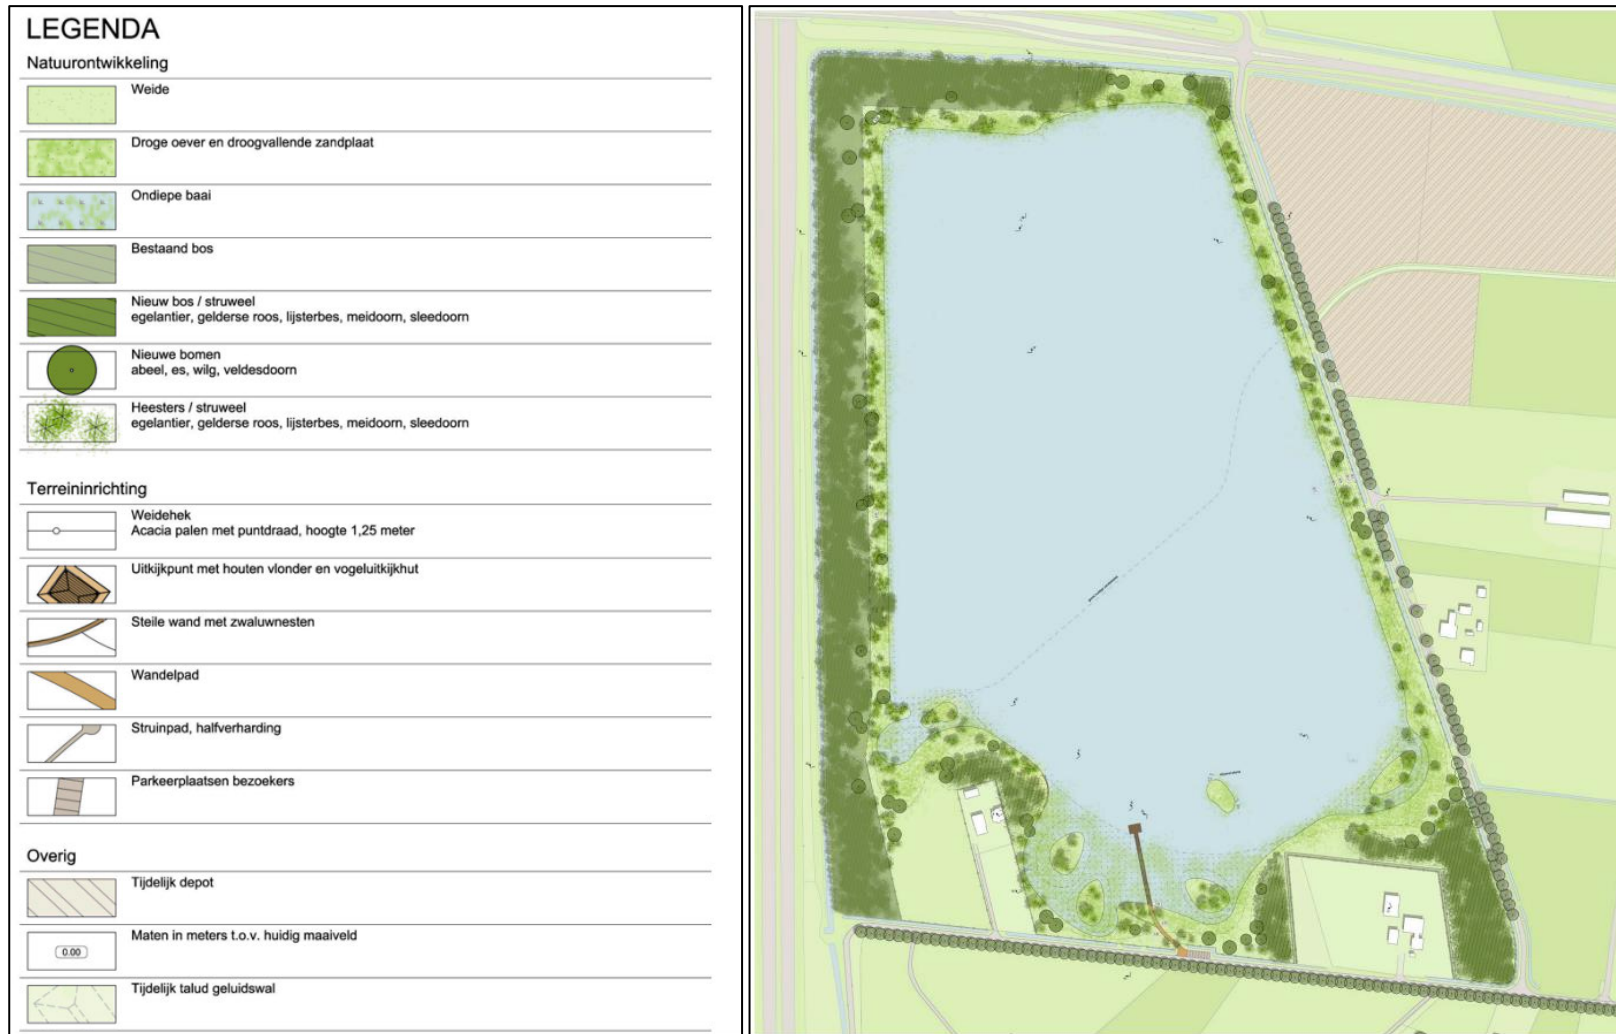 LEGENDA
Natuurontwikkeling
Weide
Droge oever en droogvallende zandplaat
Ondiepe baai
Bestaand bos
Nieuw bos / struweel
egelantier, gelderse roos, lijsterbes, meidoorn, sleedoorn
Nieuwe bomen
abeel, es, wilg, veldesdoorn
Heesters / struweel
egelantier, gelderse roos, lijsterbes, meidoorn, sleedoorn
Terreininrichting
Weidehek
Acacia palen met puntdraad, hoogte 1,25 meter
Uitkijkpunt met houten vlonder en vogeluitkijkhut
Steile wand met zwaluwnesten
Wandelpad
Struinpad, halfverharding
Parkeerplaatsen bezoekers
Overig
Tijdelijk depot
Maten in meters t.o.v. huidig maaiveld
0.00
Tijdelijk talud geluidswal